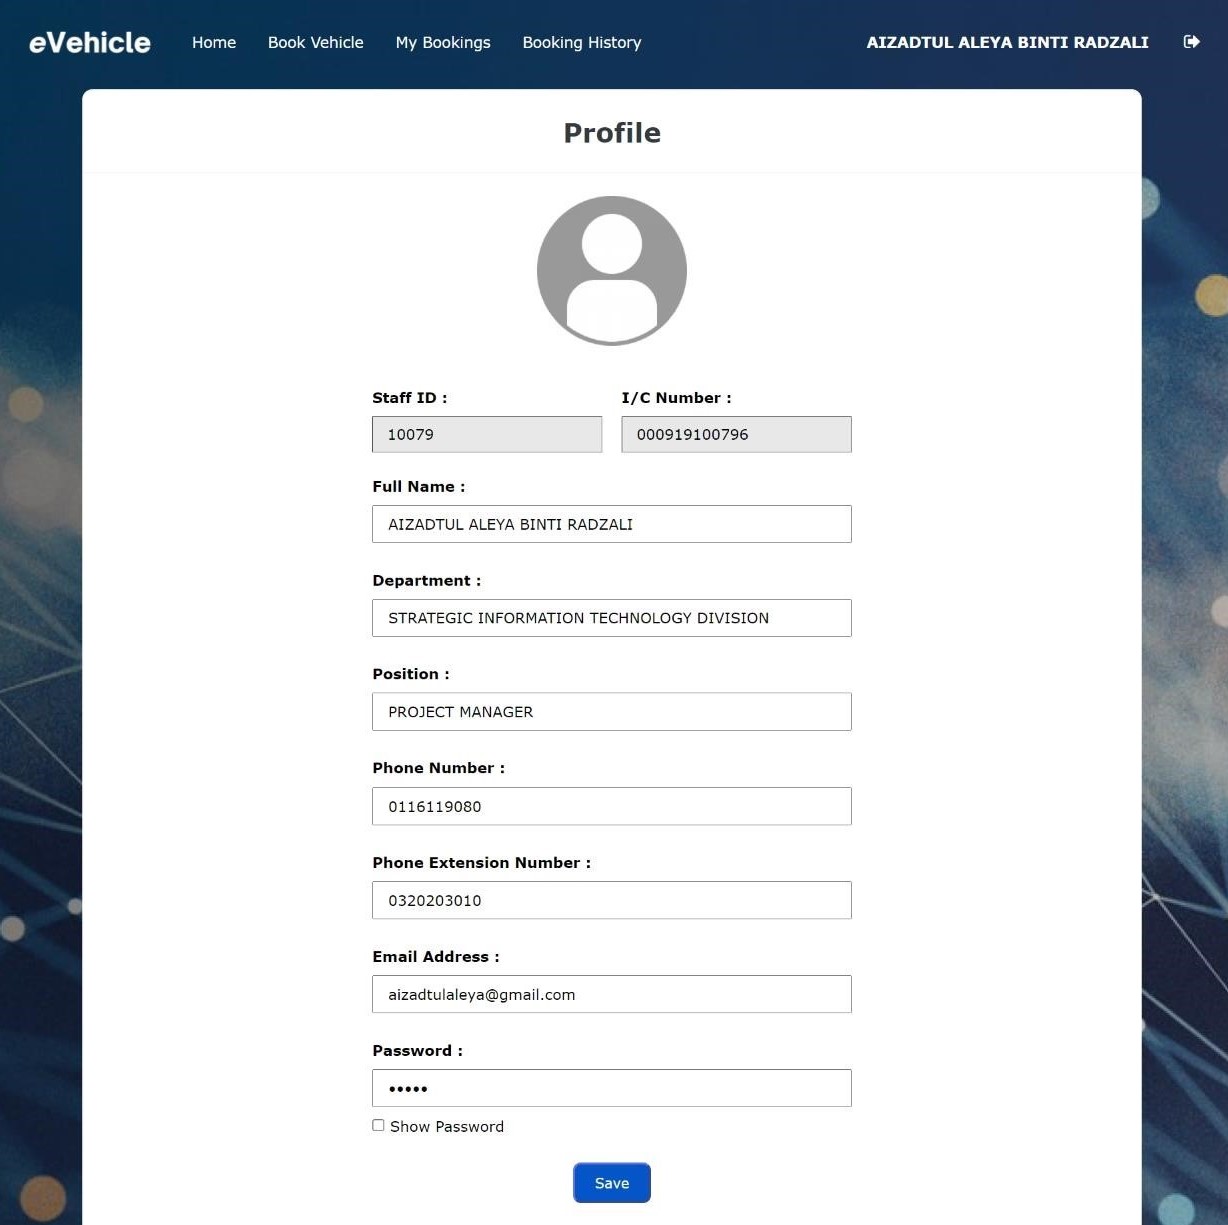 eVehicle Home Book Vehicle My Bookings Booking History AIZADTUL ALEYA BINTI RADZALI
Profile
Staff ID : I/C Number :
10079 000919100796
Full Name :
AIZADTUL ALEYA BINTI RADZALI
Department :
STRATEGIC INFORMATION TECHNOLOGY DIVISION
Position :
PROJECT MANAGER
Phone Number :
0116119080
Phone Extension Number :
0320203010
Email Address :
aizadtulaleya@gmail.com
Password :
•••••
Show Password
Save